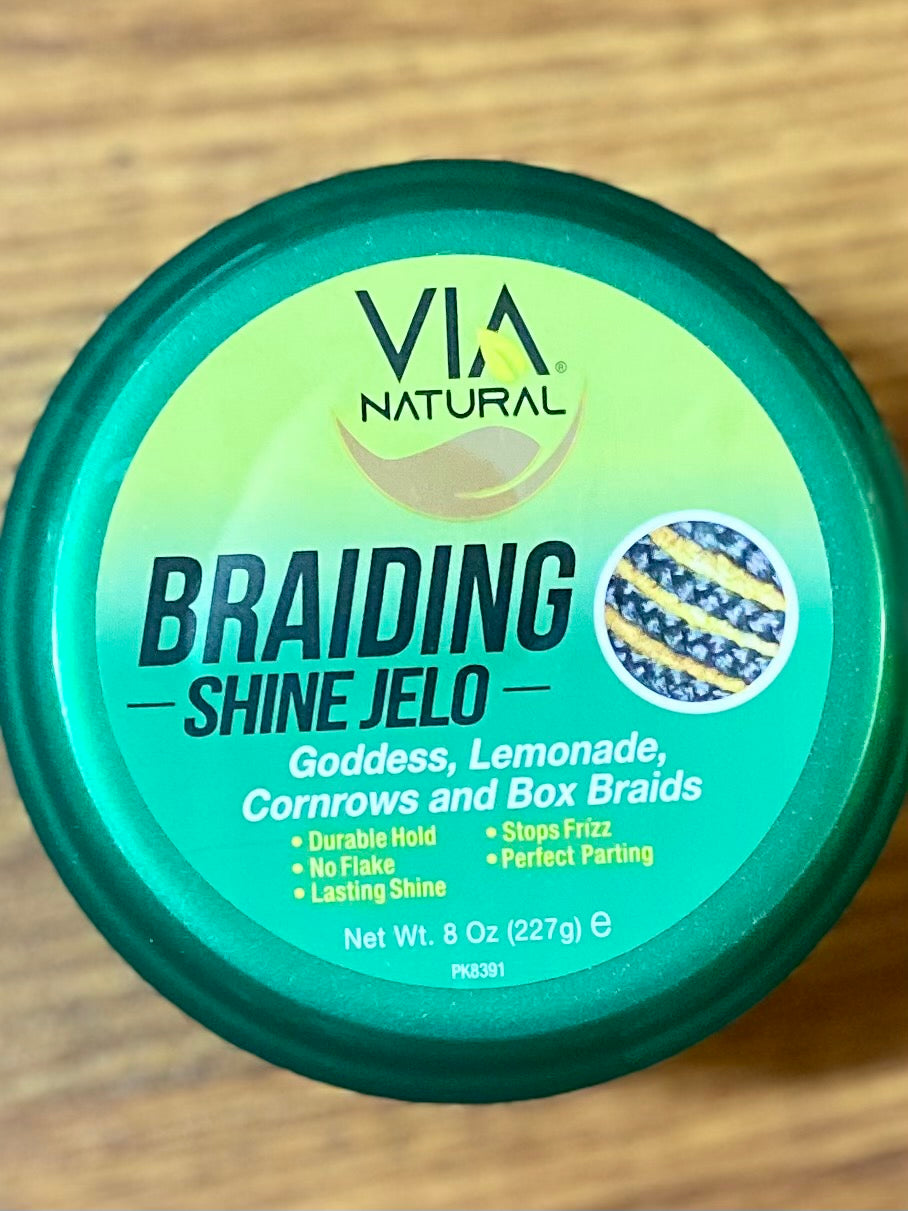 VIA®
NATURAL
BRAIDING
SHINE JELO
Goddess, Lemonade,
Cornrows and Box Braids
• Durable Hold
• No Flake
• Lasting Shine
• Stops Frizz
• Perfect Parting
Net Wt. 8 Oz (227g) e
PK8391